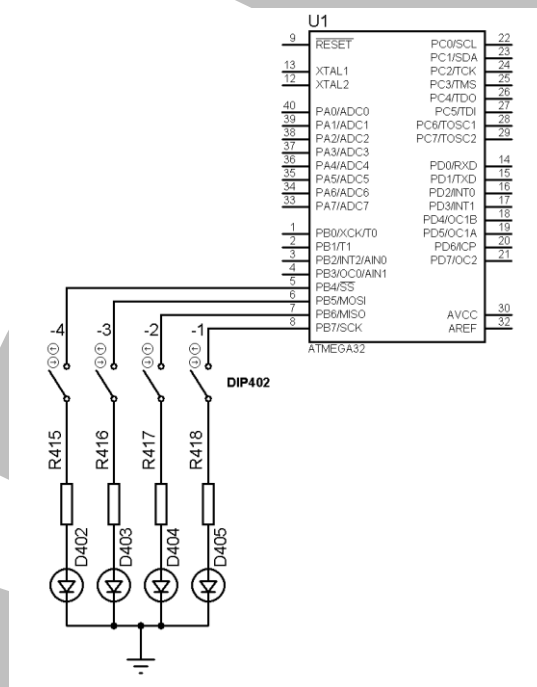 U1
9 RESET
13 XTAL1
12 XTAL2
40 PA0/ADC0
39 PA1/ADC1
38 PA2/ADC2
37 PA3/ADC3
36 PA4/ADC4
35 PA5/ADC5
34 PA6/ADC6
33 PA7/ADC7
1 PB0/XCK/T0
2 PB1/T1
3 PB2/INT2/AIN0
4 PB3/OC0/AIN1
5 PB4/SS
6 PB5/MOSI
7 PB6/MISO
8 PB7/SCK
PC0/SCL 22
PC1/SDA 23
PC2/TCK 24
PC3/TMS 25
PC4/TDO 26
PC5/TDI 27
PC6/TOSC1 28
PC7/TOSC2 29
PD0/RXD 14
PD1/TXD 15
PD2/INT0 16
PD3/INT1 17
PD4/OC1B 18
PD5/OC1A 19
PD6/ICP 20
PD7/OC2 21
AVCC 30
AREF 32
ATMEGA32
-4 -3 -2 -1
DIP402
R415 R416 R417 R418
D402 D403 D404 D405